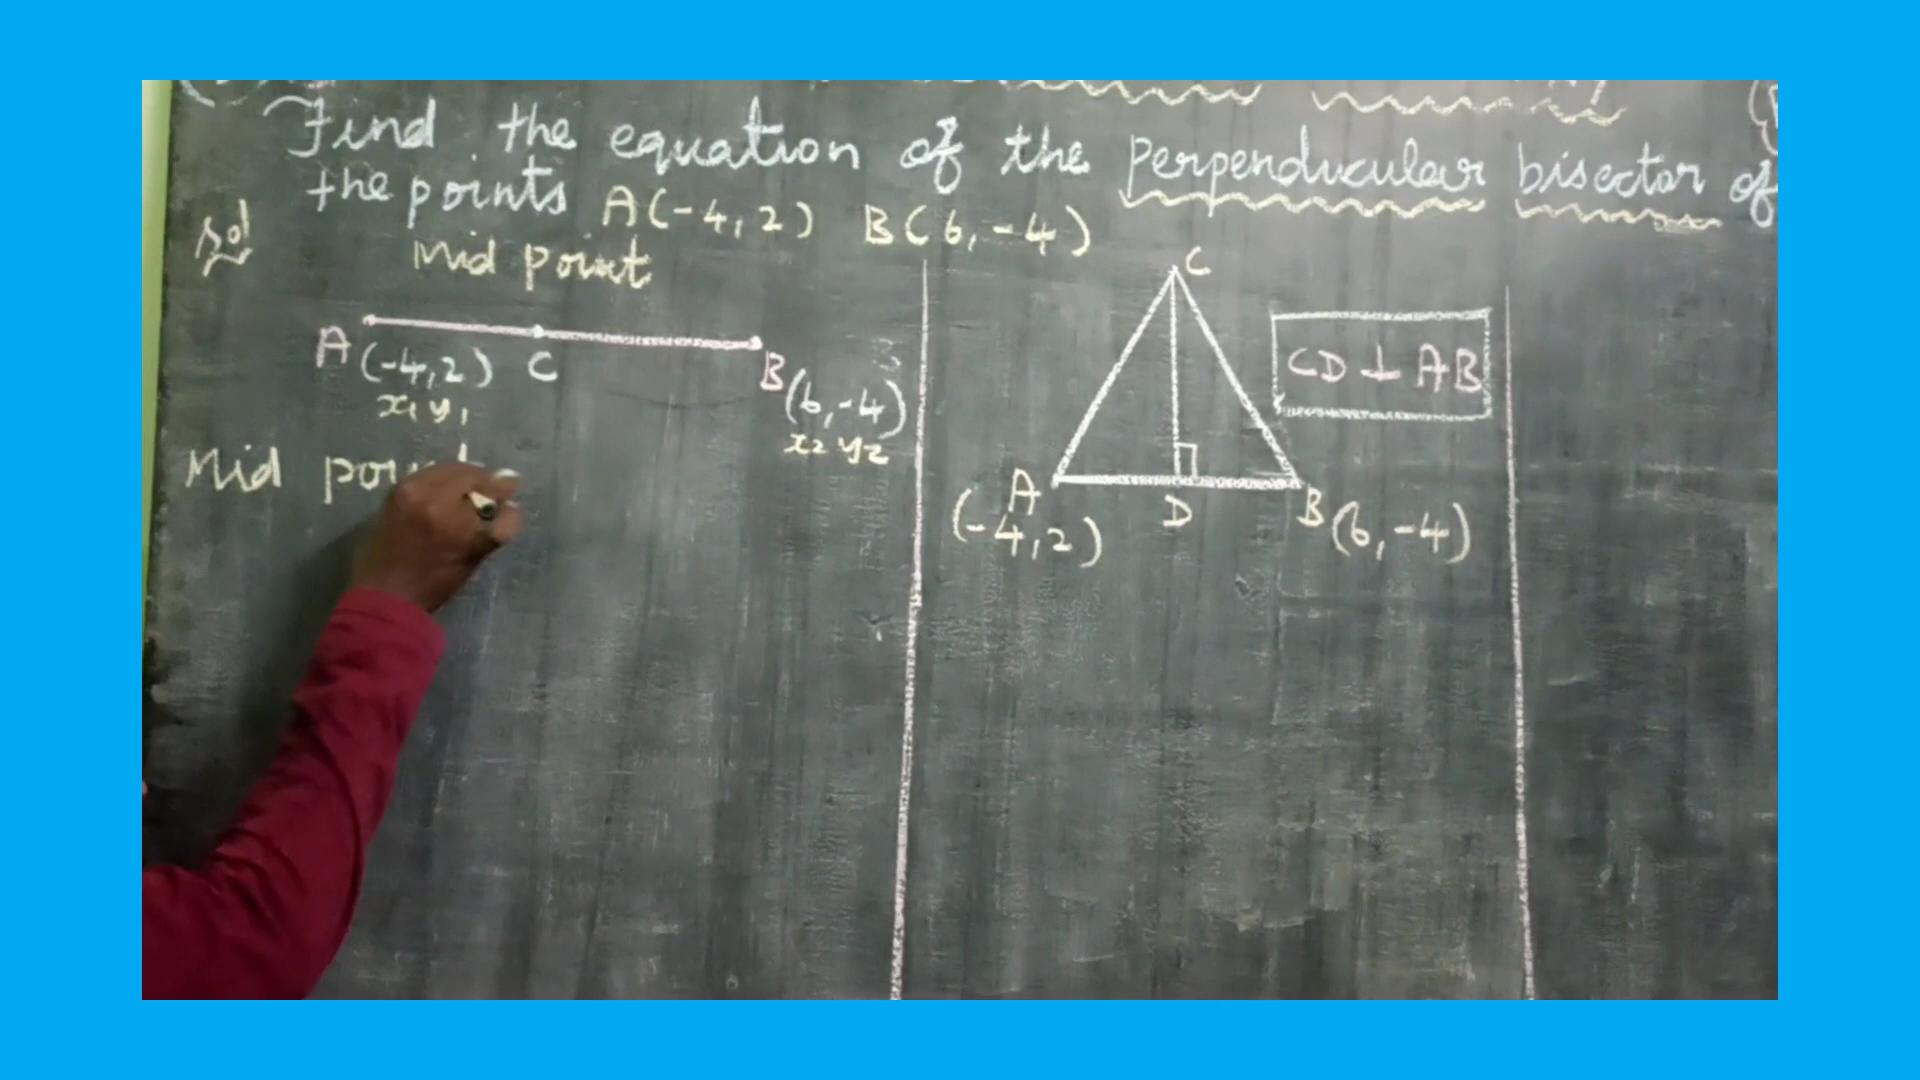 Find the equation of the perpendicular bisector of
the points A(-4, 2) B(6, -4)
Sol
Mid point
A (-4, 2) C B (6, -4)
x1 y1 x2 y2
Mid point
C
CD ⊥ AB
A D B
(-4, 2) (6, -4)